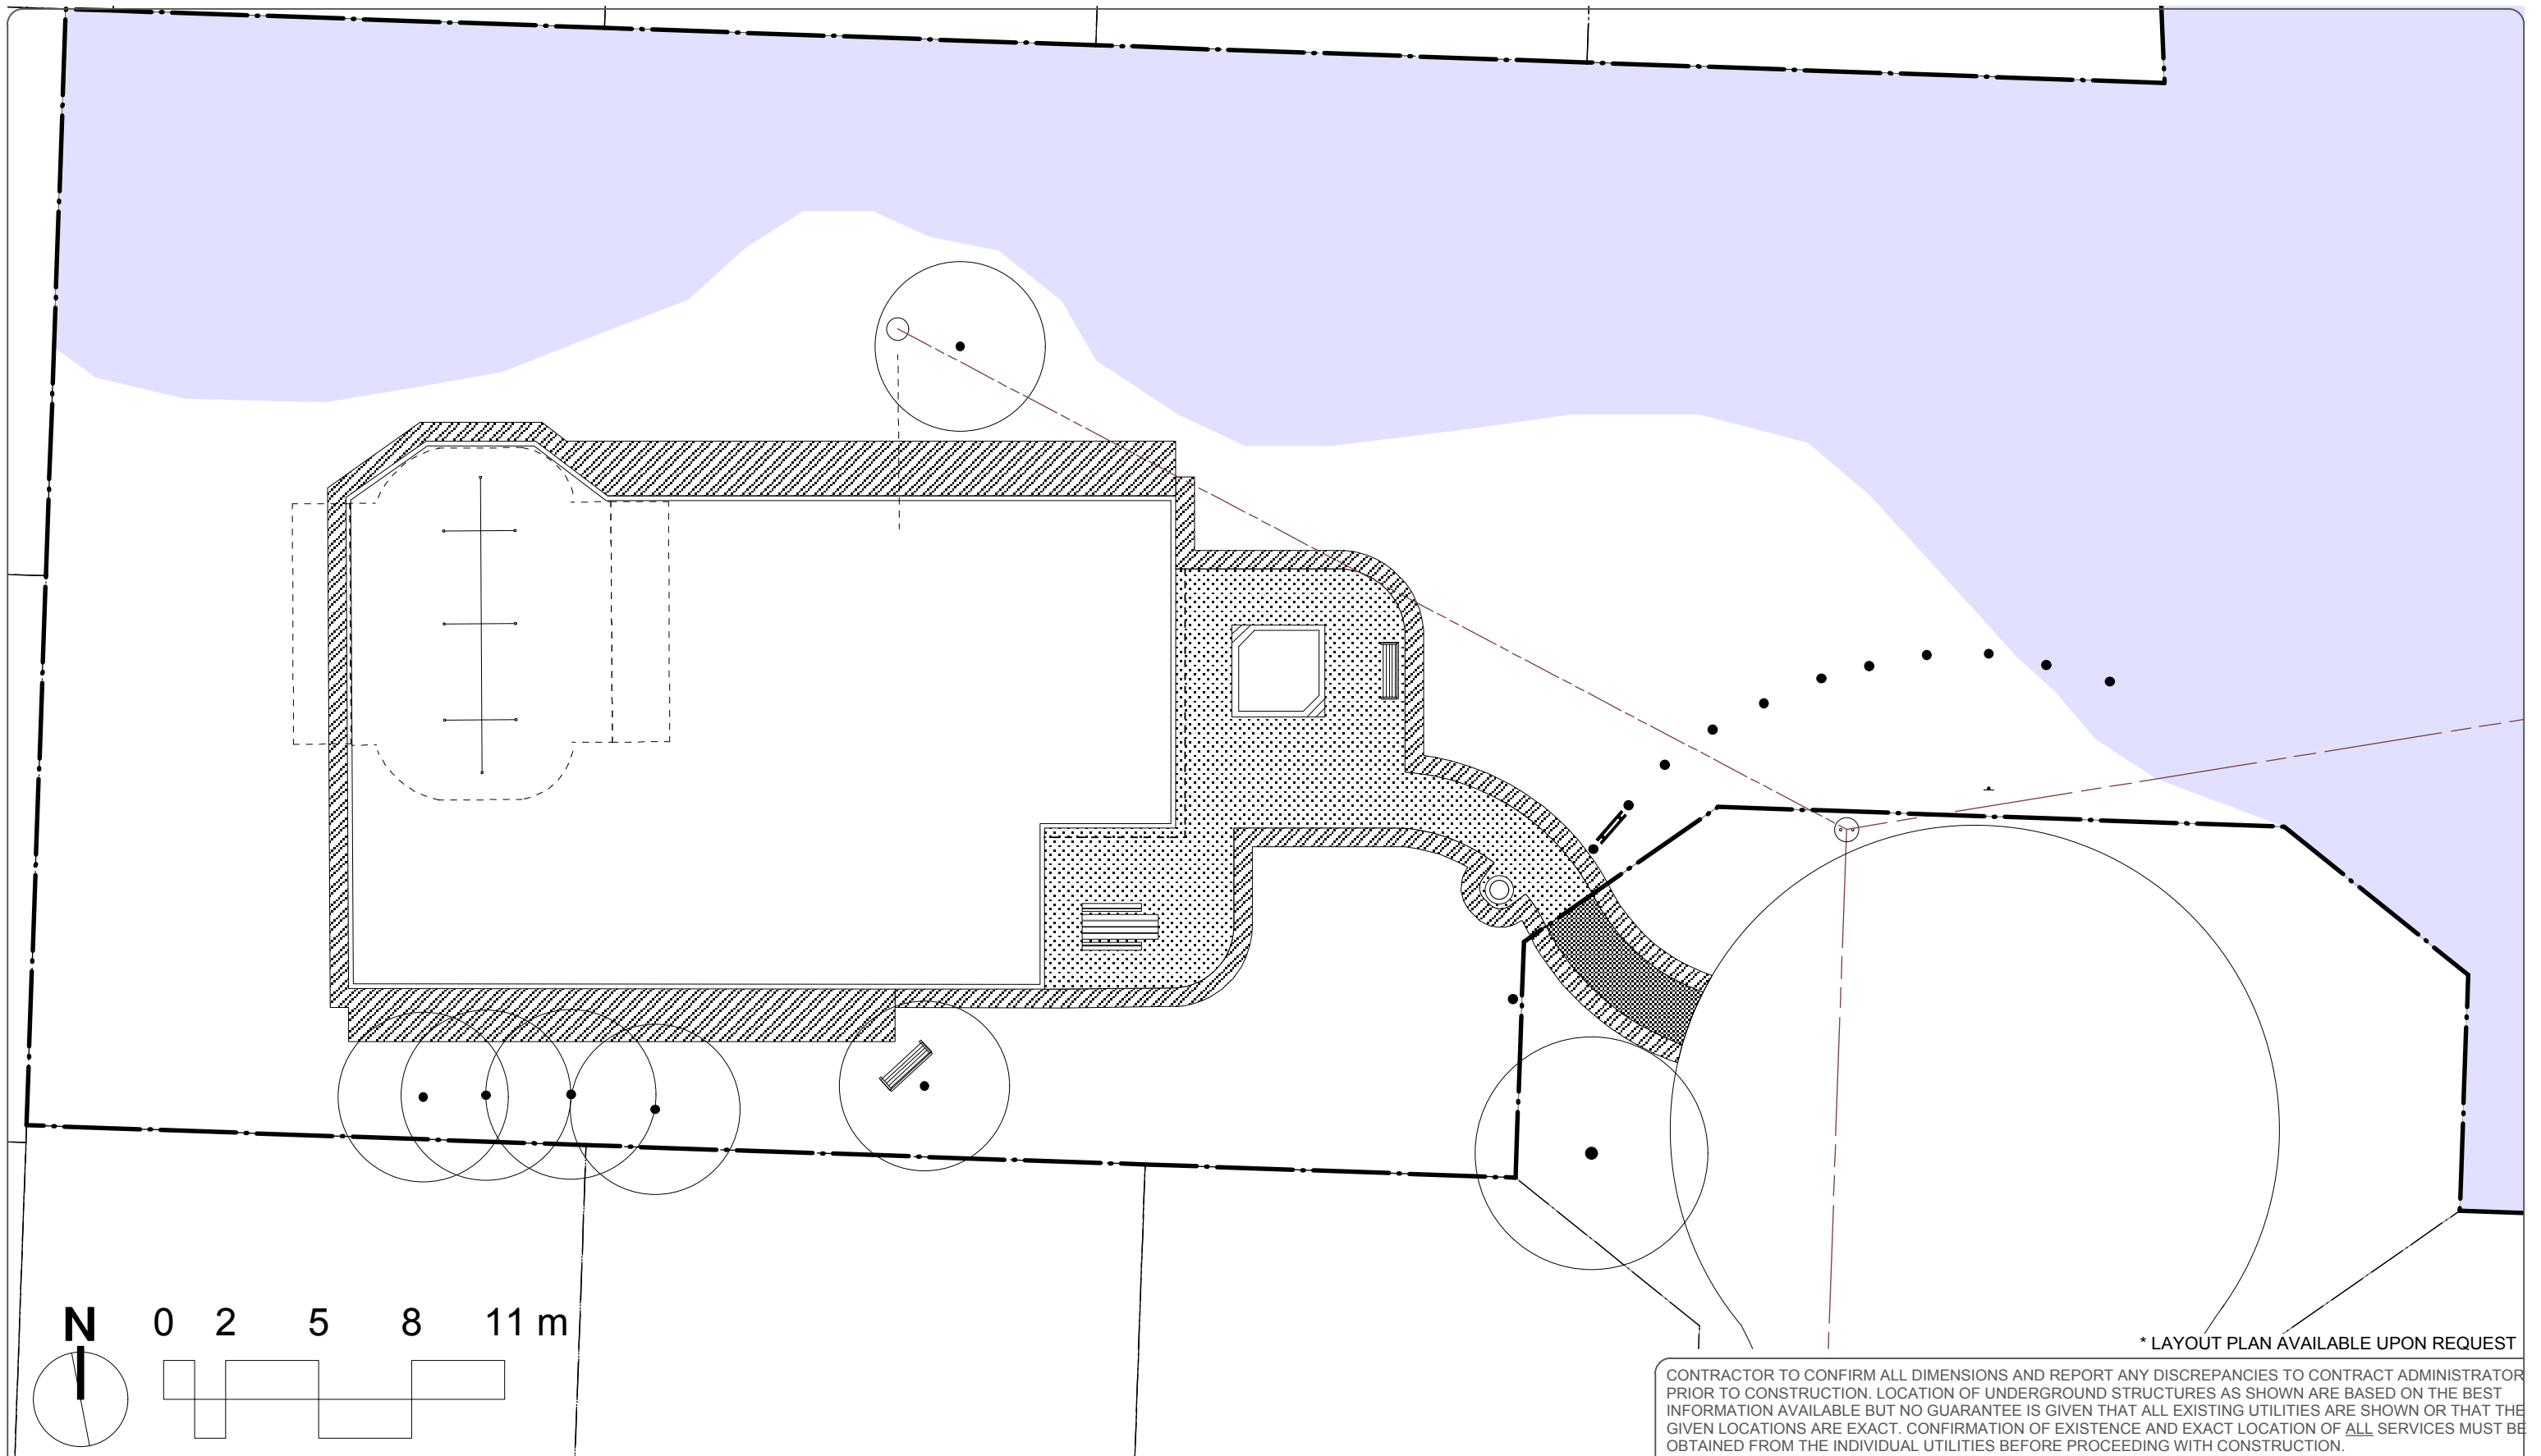 N
0 2 5 8 11 m
* LAYOUT PLAN AVAILABLE UPON REQUEST
CONTRACTOR TO CONFIRM ALL DIMENSIONS AND REPORT ANY DISCREPANCIES TO CONTRACT ADMINISTRATOR
PRIOR TO CONSTRUCTION. LOCATION OF UNDERGROUND STRUCTURES AS SHOWN ARE BASED ON THE BEST
INFORMATION AVAILABLE BUT NO GUARANTEE IS GIVEN THAT ALL EXISTING UTILITIES ARE SHOWN OR THAT THE
GIVEN LOCATIONS ARE EXACT. CONFIRMATION OF EXISTENCE AND EXACT LOCATION OF ALL SERVICES MUST BE
OBTAINED FROM THE INDIVIDUAL UTILITIES BEFORE PROCEEDING WITH CONSTRUCTION.